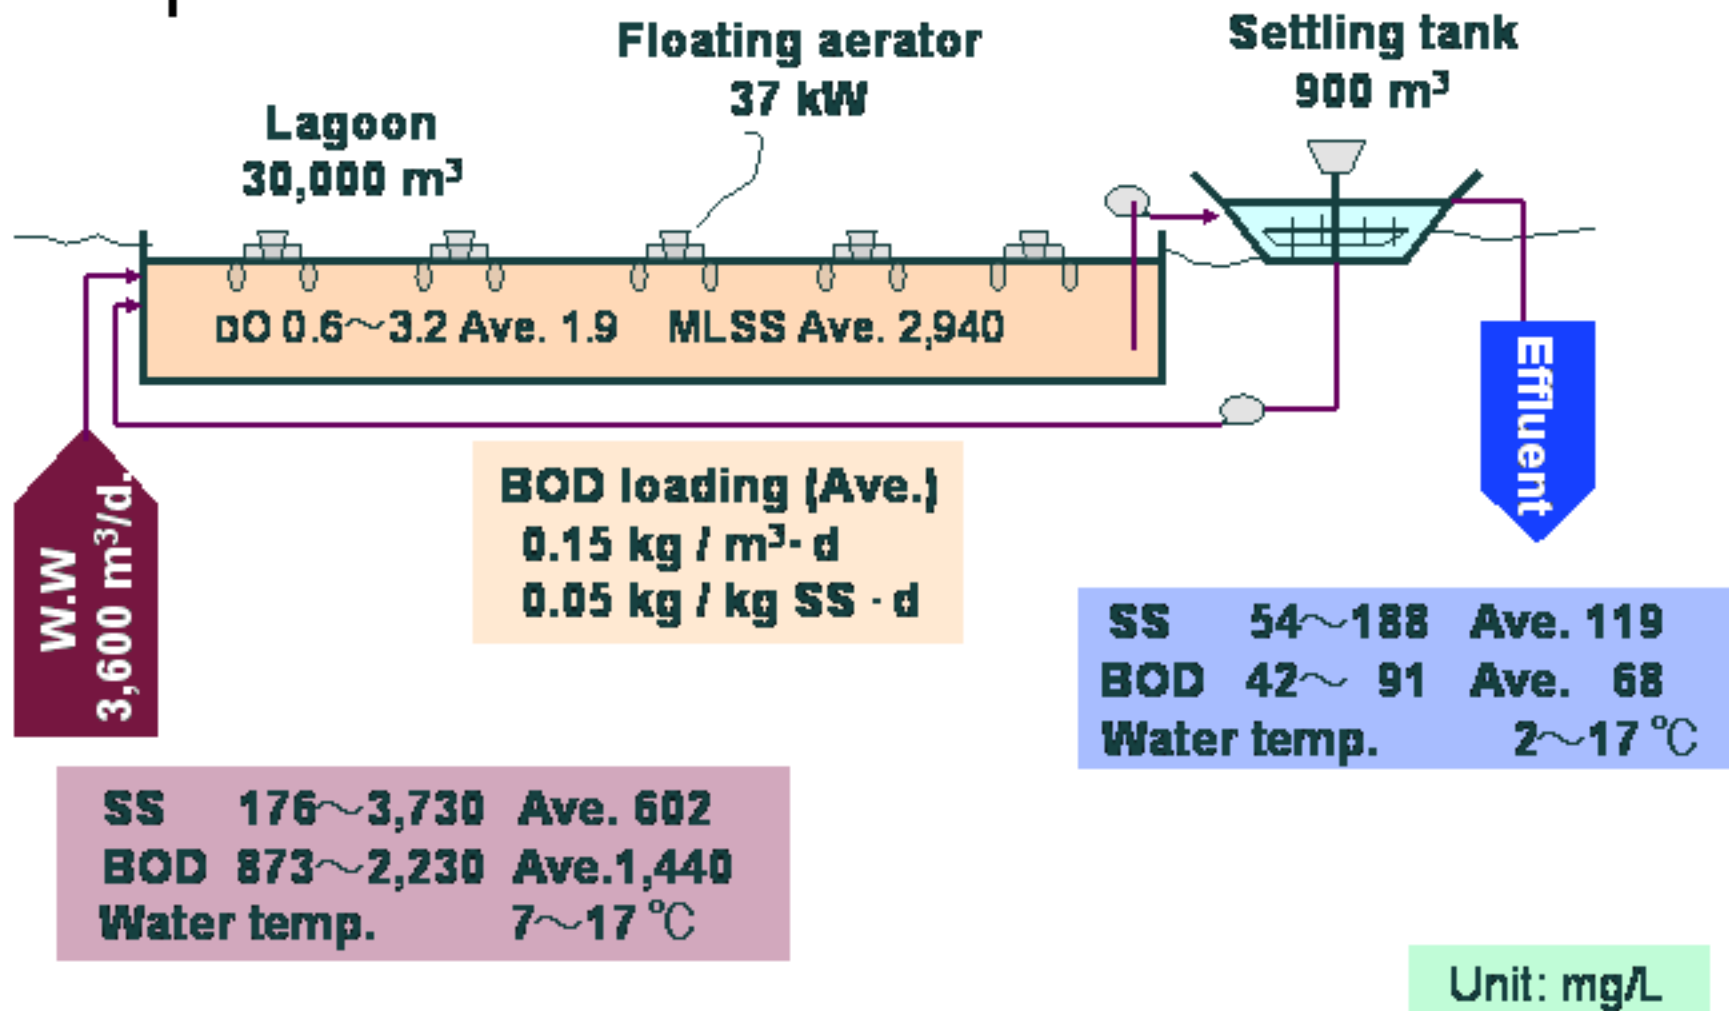 Floating aerator
37 kW
Settling tank
900 m³
Lagoon
30,000 m³
DO 0.6～3.2 Ave. 1.9 MLSS Ave. 2,940
W.W
3,600 m³/d.
BOD loading (Ave.)
0.15 kg / m³· d
0.05 kg / kg SS · d
Effluent
SS 54～188 Ave. 119
BOD 42～ 91 Ave. 68
Water temp. 2～17 °C
SS 176～3,730 Ave. 602
BOD 873～2,230 Ave.1,440
Water temp. 7～17 °C
Unit: mg/L